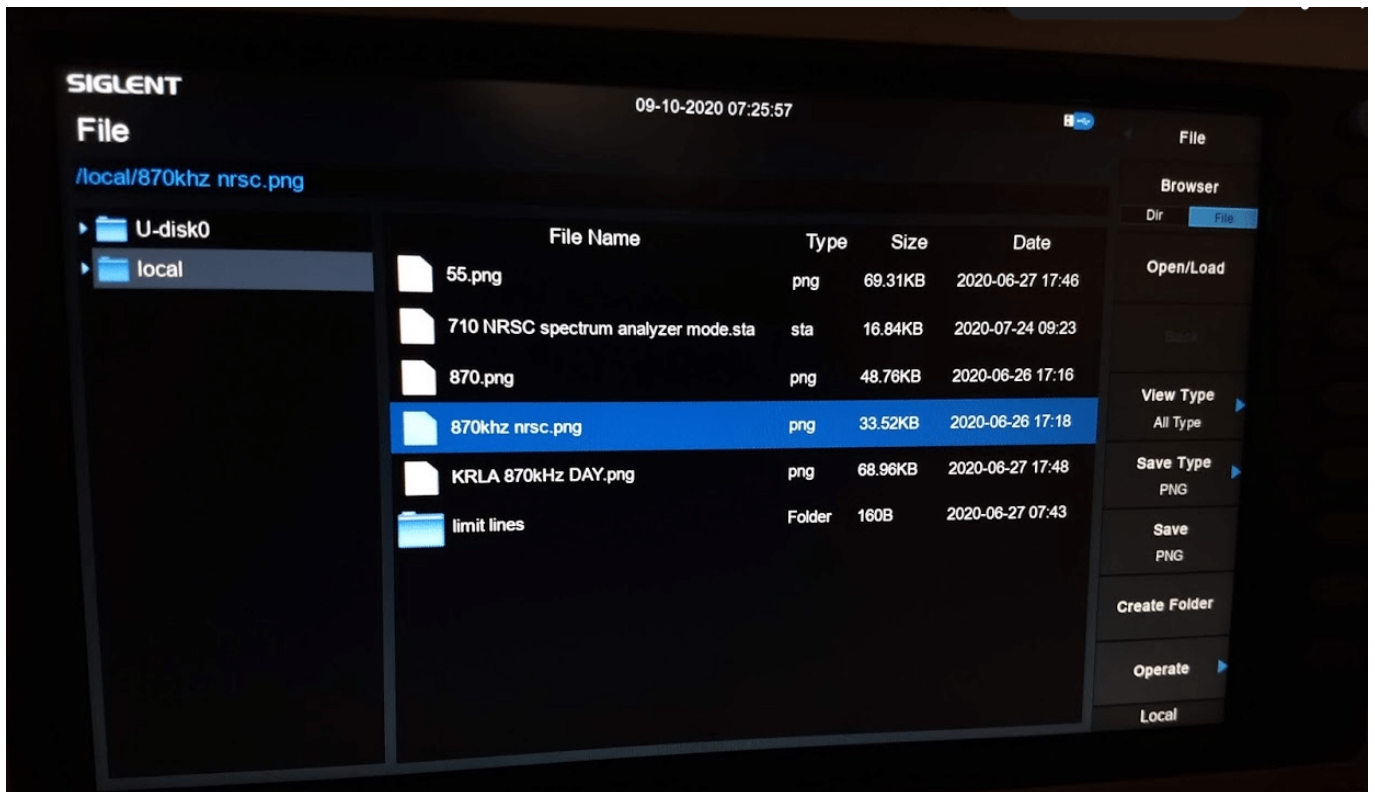 SIGLENT
09-10-2020 07:25:57
File
/local/870khz nrsc.png
U-disk0
local
File Name Type Size Date
55.png png 69.31KB 2020-06-27 17:46
710 NRSC spectrum analyzer mode.sta sta 16.84KB 2020-07-24 09:23
870.png png 48.76KB 2020-06-26 17:16
870khz nrsc.png png 33.52KB 2020-06-26 17:18
KRLA 870kHz DAY.png png 68.96KB 2020-06-27 17:48
limit lines Folder 160B 2020-06-27 07:43
File
Browser
Dir File
Open/Load
Back
View Type
All Type
Save Type
PNG
Save
PNG
Create Folder
Operate
Local